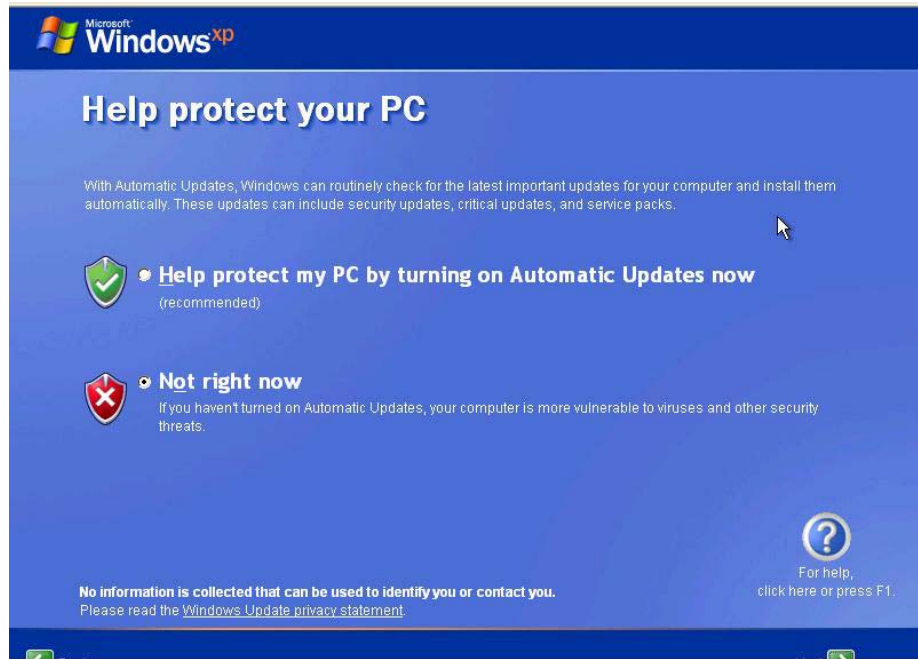 Microsoft
Windows xp
Help protect your PC
With Automatic Updates, Windows can routinely check for the latest important updates for your computer and install them
automatically. These updates can include security updates, critical updates, and service packs.
Help protect my PC by turning on Automatic Updates now
(recommended)
Not right now
If you haven't turned on Automatic Updates, your computer is more vulnerable to viruses and other security
threats.
For help,
click here or press F1.
No information is collected that can be used to identify you or contact you.
Please read the Windows Update privacy statement.